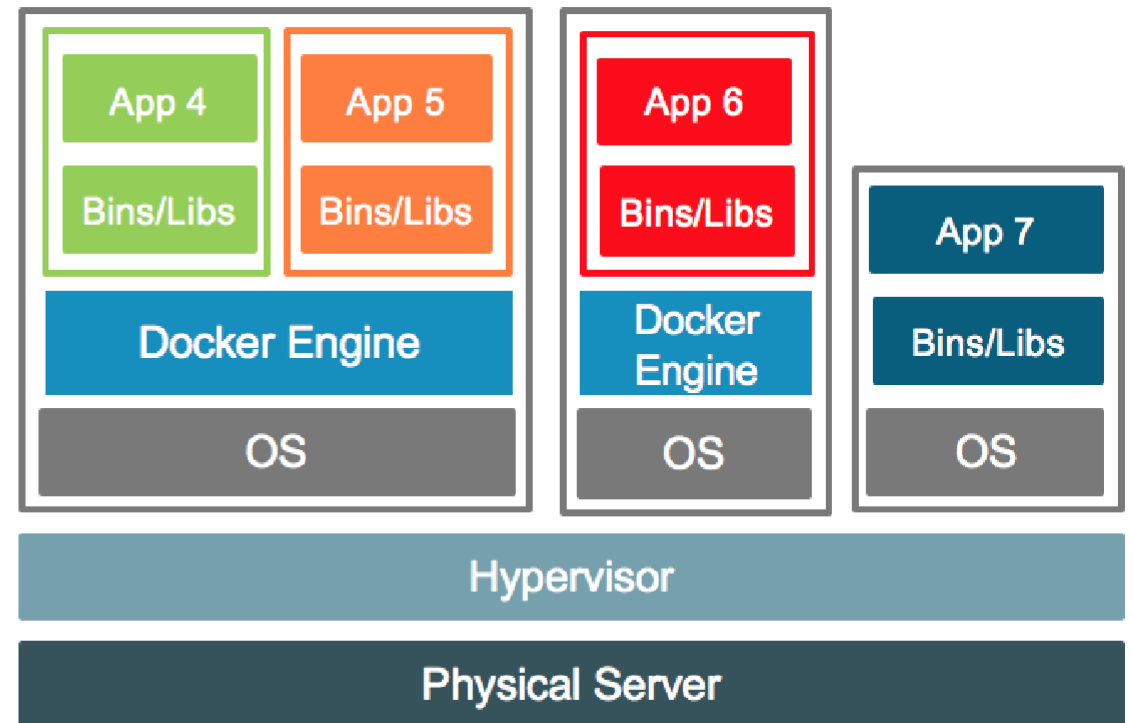 App 4
Bins/Libs
App 5
Bins/Libs
Docker Engine
OS
App 6
Bins/Libs
Docker
Engine
OS
App 7
Bins/Libs
OS
Hypervisor
Physical Server